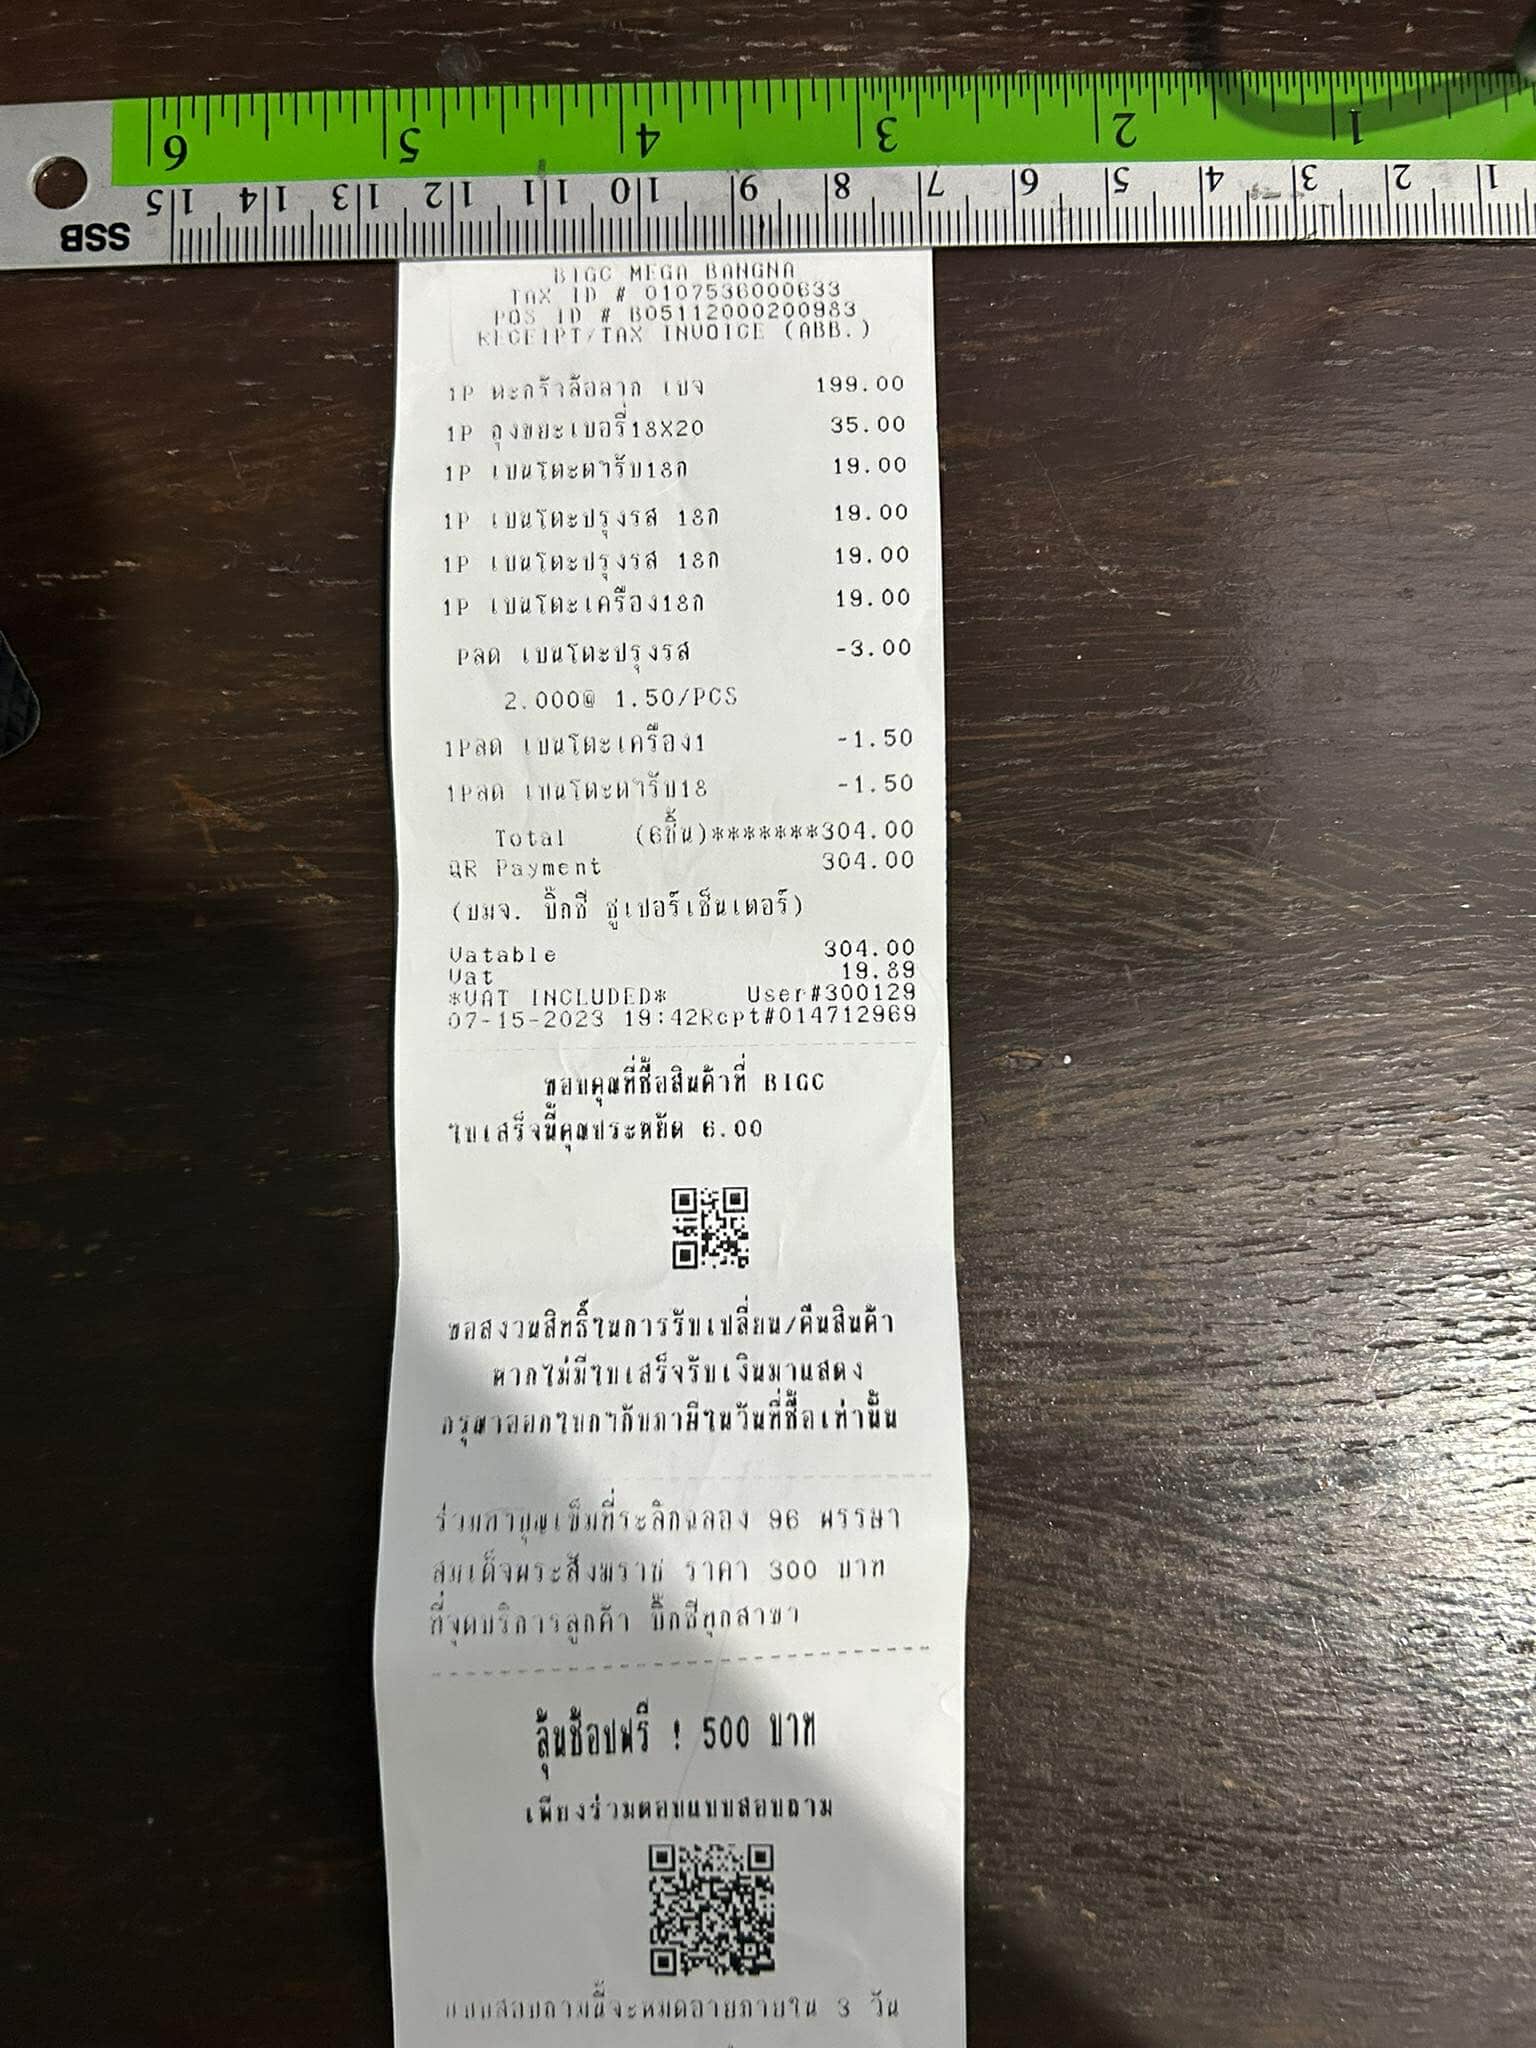 6 5 4 3 2 1
15 14 13 12 11 10 9 8 7 6 5 4 3 2 1
SSB
BIGC MEGA BANGNA
TAX ID # 0107536000633
POS ID # B05112000200983
RECEIPT/TAX INVOICE (ABB.)
1P ตะกร้าล้อลาก เบจ 199.00
1P ถุงขยะเบอรี่18X20 35.00
1P เบนโตะตำรับ18ก 19.00
1P เบนโตะปรุงรส 18ก 19.00
1P เบนโตะปรุงรส 18ก 19.00
1P เบนโตะเครื่อง18ก 19.00
Pลด เบนโตะปรุงรส -3.00
2.000@ 1.50/PCS
1Pลด เบนโตะเครื่อง1 -1.50
1Pลด เบนโตะตำรับ18 -1.50
Total (6ชิ้น)*******304.00
QR Payment 304.00
(บมจ. บิ๊กซี ซูเปอร์เซ็นเตอร์)
Vatable 304.00
Vat 19.89
*VAT INCLUDED* User#300129
07-15-2023 19:42Rcpt#014712969
ขอบคุณที่ซื้อสินค้าที่ BIGC
ใบเสร็จนี้คุณประหยัด 6.00
ขอสงวนสิทธิ์ในการรับเปลี่ยน/คืนสินค้า
หากไม่มีใบเสร็จรับเงินมาแสดง
กรุณาออกใบกำกับภาษีในวันที่ซื้อเท่านั้น
ร่วมทำบุญเข็มที่ระลึกฉลอง 96 พรรษา
สมเด็จพระสังฆราช ราคา 300 บาท
ที่จุดบริการลูกค้า บิ๊กซีทุกสาขา
ลุ้นช้อปฟรี ! 500 บาท
เพียงร่วมตอบแบบสอบถาม
แบบสอบถามนี้จะหมดอายุภายใน 3 วัน